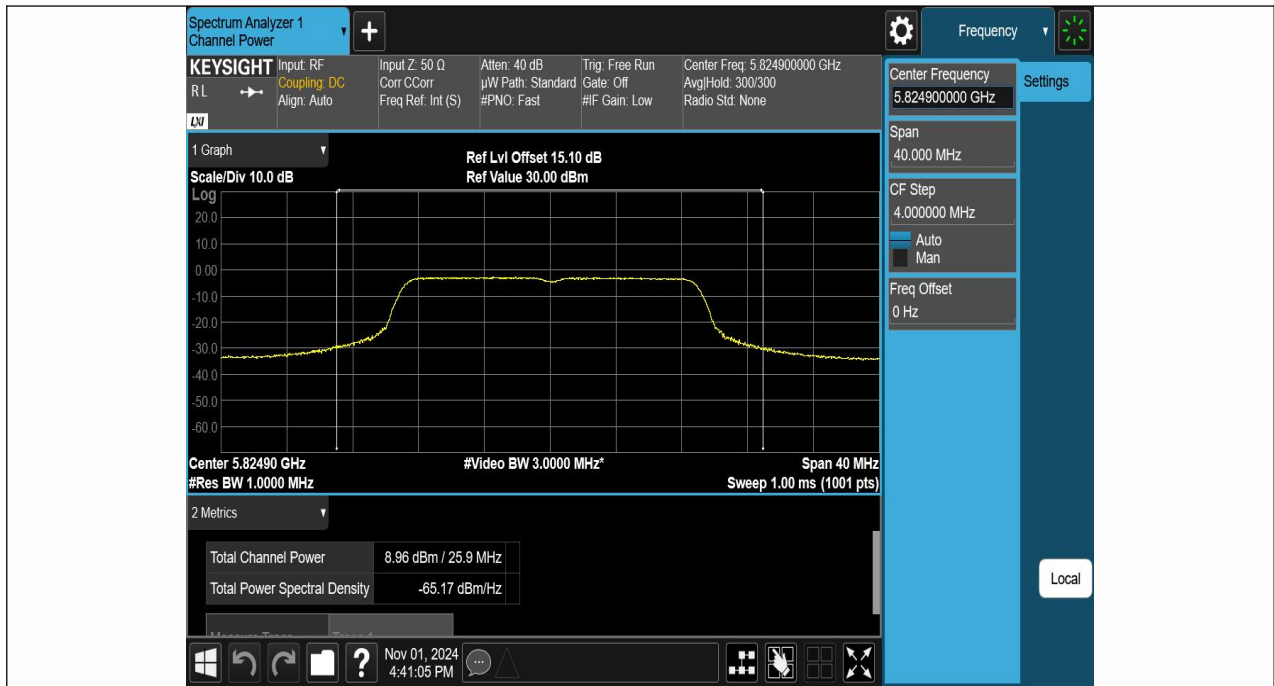 Spectrum Analyzer 1
Channel Power
+
Frequency
KEYSIGHT
R L
LXI
Input: RF
Coupling: DC
Align: Auto
Input Z: 50 Ω
Corr CCorr
Freq Ref: Int (S)
Atten: 40 dB
µW Path: Standard
#PNO: Fast
Trig: Free Run
Gate: Off
#IF Gain: Low
Center Freq: 5.824900000 GHz
Avg|Hold: 300/300
Radio Std: None
Center Frequency
5.824900000 GHz
Settings
Span
40.000 MHz
CF Step
4.000000 MHz
Auto
Man
Freq Offset
0 Hz
Local
1 Graph
Scale/Div 10.0 dB
Ref Lvl Offset 15.10 dB
Ref Value 30.00 dBm
Log
20.0
10.0
0.00
-10.0
-20.0
-30.0
-40.0
-50.0
-60.0
Center 5.82490 GHz
#Video BW 3.0000 MHz*
Span 40 MHz
#Res BW 1.0000 MHz
Sweep 1.00 ms (1001 pts)
2 Metrics
Total Channel Power 8.96 dBm / 25.9 MHz
Total Power Spectral Density -65.17 dBm/Hz
?
Nov 01, 2024
4:41:05 PM